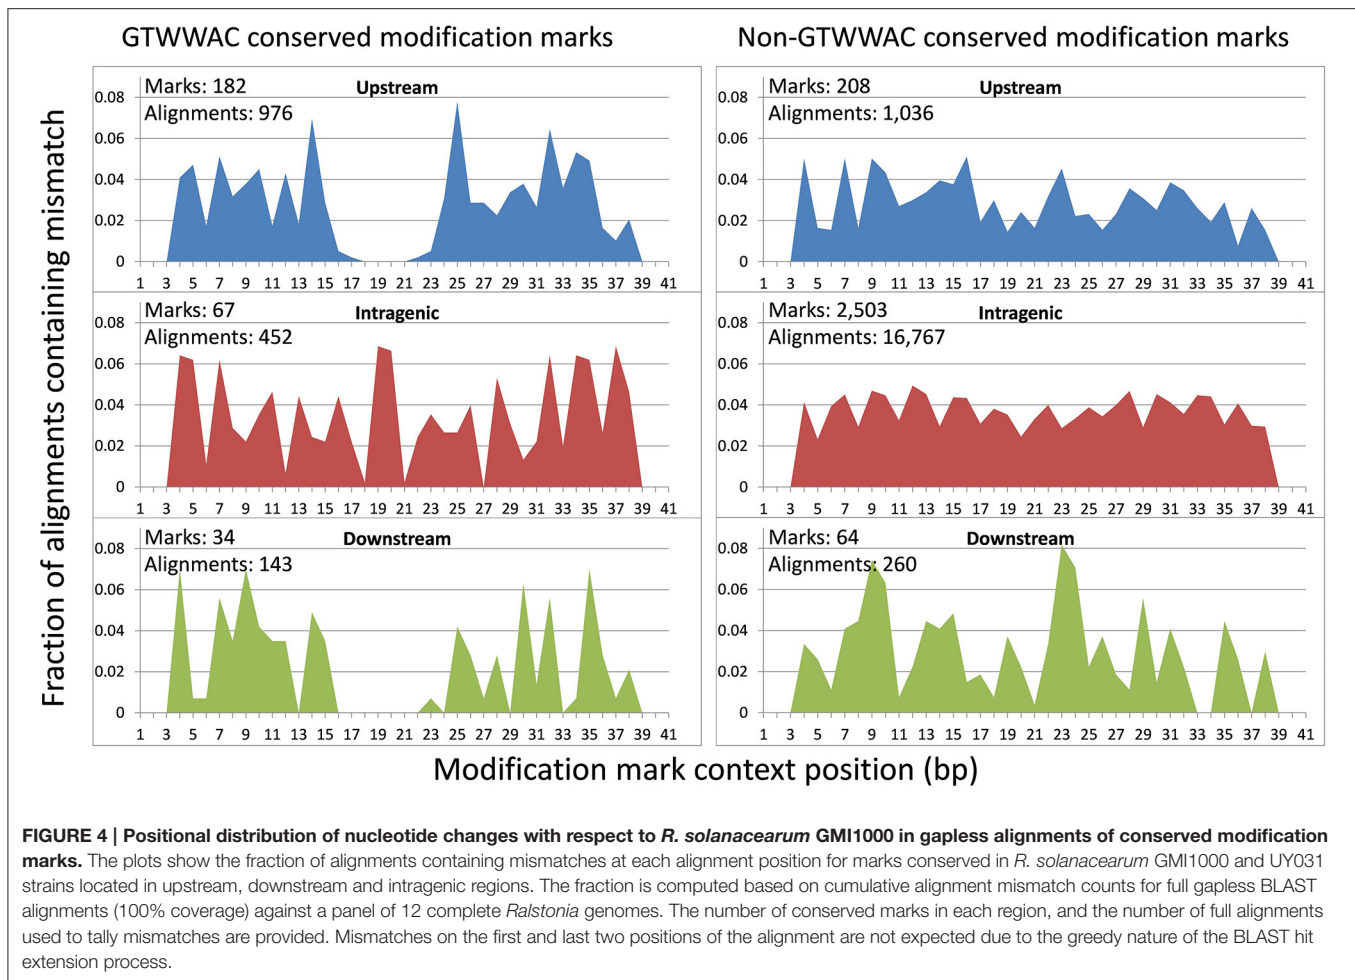 GTWWAC conserved modification marks
Non-GTWWAC conserved modification marks
Fraction of alignments containing mismatch
Marks: 182
Upstream
Alignments: 976
0.08
0.06
0.04
0.02
0
1 3 5 7 9 11 13 15 17 19 21 23 25 27 29 31 33 35 37 39 41
Marks: 208
Upstream
Alignments: 1,036
0.08
0.06
0.04
0.02
0
1 3 5 7 9 11 13 15 17 19 21 23 25 27 29 31 33 35 37 39 41
Marks: 67
Intragenic
Alignments: 452
0.08
0.06
0.04
0.02
0
1 3 5 7 9 11 13 15 17 19 21 23 25 27 29 31 33 35 37 39 41
Marks: 2,503
Intragenic
Alignments: 16,767
0.08
0.06
0.04
0.02
0
1 3 5 7 9 11 13 15 17 19 21 23 25 27 29 31 33 35 37 39 41
Marks: 34
Downstream
Alignments: 143
0.08
0.06
0.04
0.02
0
1 3 5 7 9 11 13 15 17 19 21 23 25 27 29 31 33 35 37 39 41
Marks: 64
Downstream
Alignments: 260
0.08
0.06
0.04
0.02
0
1 3 5 7 9 11 13 15 17 19 21 23 25 27 29 31 33 35 37 39 41
Modification mark context position (bp)
FIGURE 4 | Positional distribution of nucleotide changes with respect to R. solanacearum GMI1000 in gapless alignments of conserved modification
marks. The plots show the fraction of alignments containing mismatches at each alignment position for marks conserved in R. solanacearum GMI1000 and UY031
strains located in upstream, downstream and intragenic regions. The fraction is computed based on cumulative alignment mismatch counts for full gapless BLAST
alignments (100% coverage) against a panel of 12 complete Ralstonia genomes. The number of conserved marks in each region, and the number of full alignments
used to tally mismatches are provided. Mismatches on the first and last two positions of the alignment are not expected due to the greedy nature of the BLAST hit
extension process.